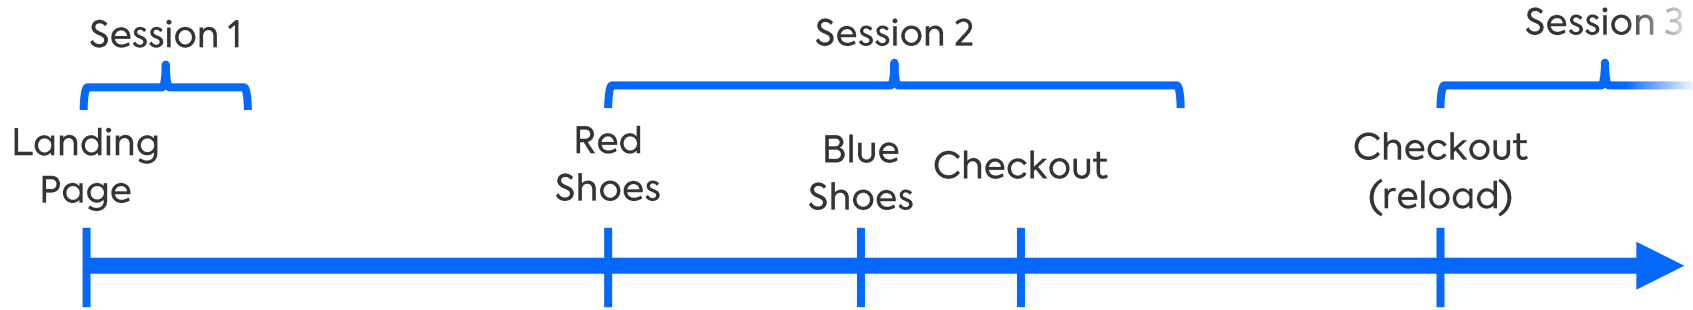 Session 1
Session 2
Session 3
Landing
Page
Red
Shoes
Blue
Shoes
Checkout
Checkout
(reload)